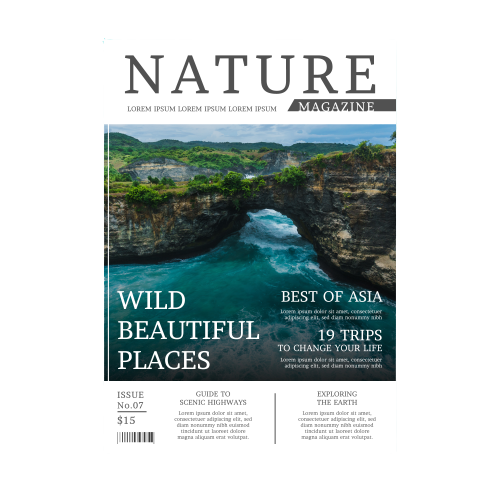 NATURE
LOREM IPSUM LOREM IPSUM LOREM IPSUM
MAGAZINE
WILD
BEAUTIFUL
PLACES
BEST OF ASIA
Lorem ipsum dolor sit amet, consectetuer
adipiscing elit, sed diam nonummy nibh
19 TRIPS
TO CHANGE YOUR LIFE
Lorem ipsum dolor sit amet, consectetuer
adipiscing elit, sed diam nonummy nibh
ISSUE
No.07
$15
GUIDE TO
SCENIC HIGHWAYS
Lorem ipsum dolor sit amet,
consectetuer adipiscing elit, sed
diam nonummy nibh euismod
tincidunt ut laoreet dolore
magna aliquam erat volutpat.
EXPLORING
THE EARTH
Lorem ipsum dolor sit amet,
consectetuer adipiscing elit, sed
diam nonummy nibh euismod
tincidunt ut laoreet dolore
magna aliquam erat volutpat.